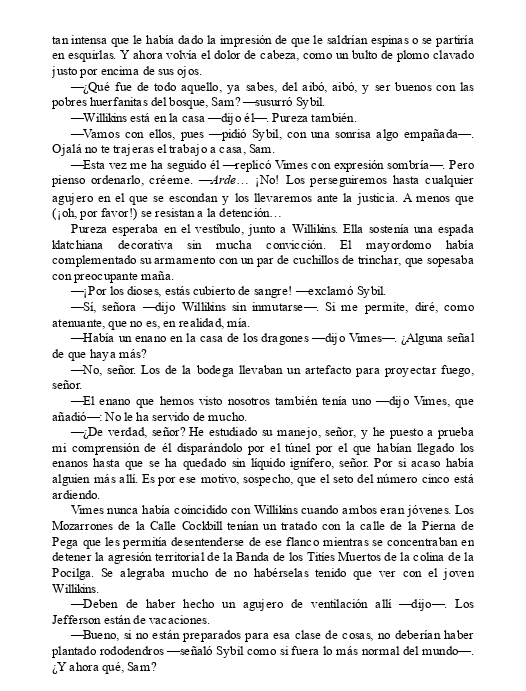 tan intensa que le había dado la impresión de que le saldrían espinas o se partiría
en esquirlas. Y ahora volvía el dolor de cabeza, como un bulto de plomo clavado
justo por encima de sus ojos.
—¿Qué fue de todo aquello, ya sabes, del aibó, aibó, y ser buenos con las
pobres huerfanitas del bosque, Sam? —susurró Sybil.
—Willikins está en la casa —dijo él—. Pureza también.
—Vamos con ellos, pues —pidió Sybil, con una sonrisa algo empañada—.
Ojalá no te trajeras el trabajo a casa, Sam.
—Esta vez me ha seguido él —replicó Vimes con expresión sombría—. Pero
pienso ordenarlo, créeme. —Arde… ¡No! Los perseguiremos hasta cualquier
agujero en el que se escondan y los llevaremos ante la justicia. A menos que
(¡oh, por favor!) se resistan a la detención…
Pureza esperaba en el vestíbulo, junto a Willikins. Ella sostenía una espada
klatchiana decorativa sin mucha convicción. El mayordomo había
complementado su armamento con un par de cuchillos de trinchar, que sopesaba
con preocupante maña.
—¡Por los dioses, estás cubierto de sangre! —exclamó Sybil.
—Sí, señora —dijo Willikins sin inmutarse—. Si me permite, diré, como
atenuante, que no es, en realidad, mía.
—Había un enano en la casa de los dragones —dijo Vimes—. ¿Alguna señal
de que haya más?
—No, señor. Los de la bodega llevaban un artefacto para proyectar fuego,
señor.
—El enano que hemos visto nosotros también tenía uno —dijo Vimes, que
añadió—: No le ha servido de mucho.
—¿De verdad, señor? He estudiado su manejo, señor, y he puesto a prueba
mi comprensión de él disparándolo por el túnel por el que habían llegado los
enanos hasta que se ha quedado sin líquido ignífero, señor. Por si acaso había
alguien más allí. Es por ese motivo, sospecho, que el seto del número cinco está
ardiendo.
Vimes nunca había coincidido con Willikins cuando ambos eran jóvenes. Los
Mozarrones de la Calle Cockbill tenían un tratado con la calle de la Pierna de
Pega que les permitía desentenderse de ese flanco mientras se concentraban en
detener la agresión territorial de la Banda de los Titíes Muertos de la colina de la
Pocilga. Se alegraba mucho de no habérselas tenido que ver con el joven
Willikins.
—Deben de haber hecho un agujero de ventilación allí —dijo—. Los
Jefferson están de vacaciones.
—Bueno, si no están preparados para esa clase de cosas, no deberían haber
plantado rododendros —señaló Sybil como si fuera lo más normal del mundo—.
¿Y ahora qué, Sam?